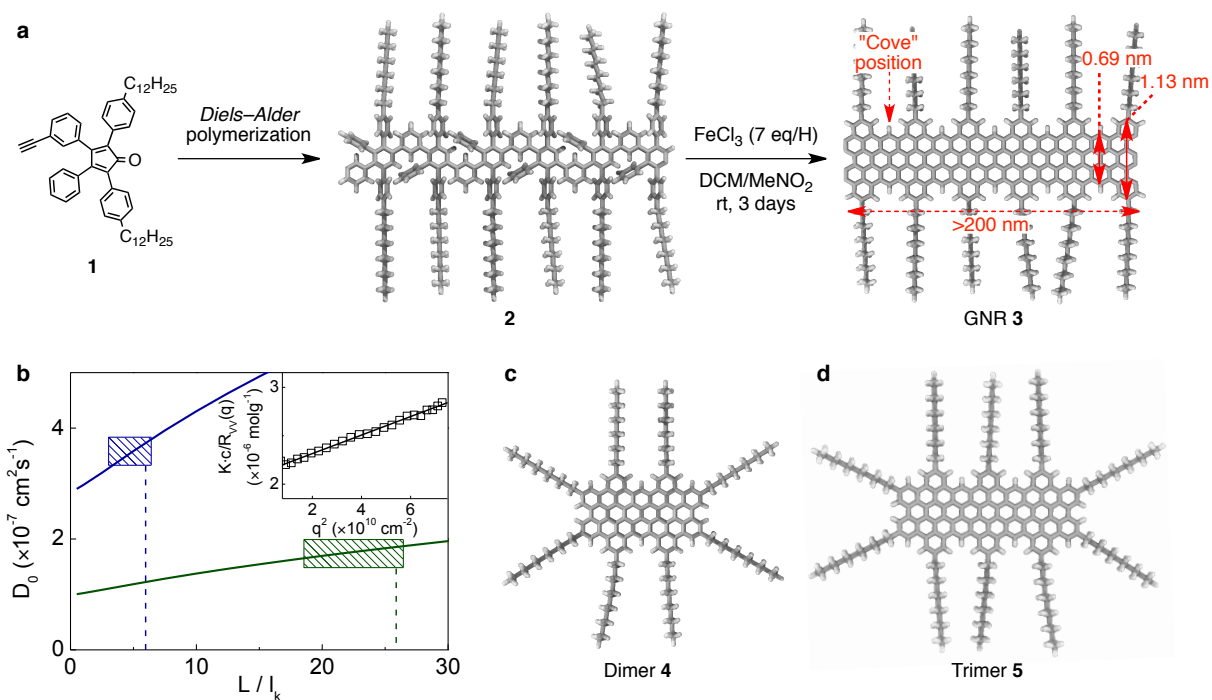 a
C₁₂H₂₅
O
C₁₂H₂₅
1
Diels–Alder
polymerization
2
FeCl₃ (7 eq/H)
DCM/MeNO₂
rt, 3 days
"Cove"
position
0.69 nm
1.13 nm
>200 nm
GNR 3
b
D₀ (×10⁻⁷ cm²s⁻¹)
4
2
0
0
10
20
30
L / lₖ
K·c/R_VV(q)
(×10⁻⁶ molg⁻¹)
3
2
2
4
6
q² (×10¹⁰ cm⁻²)
c
Dimer 4
d
Trimer 5